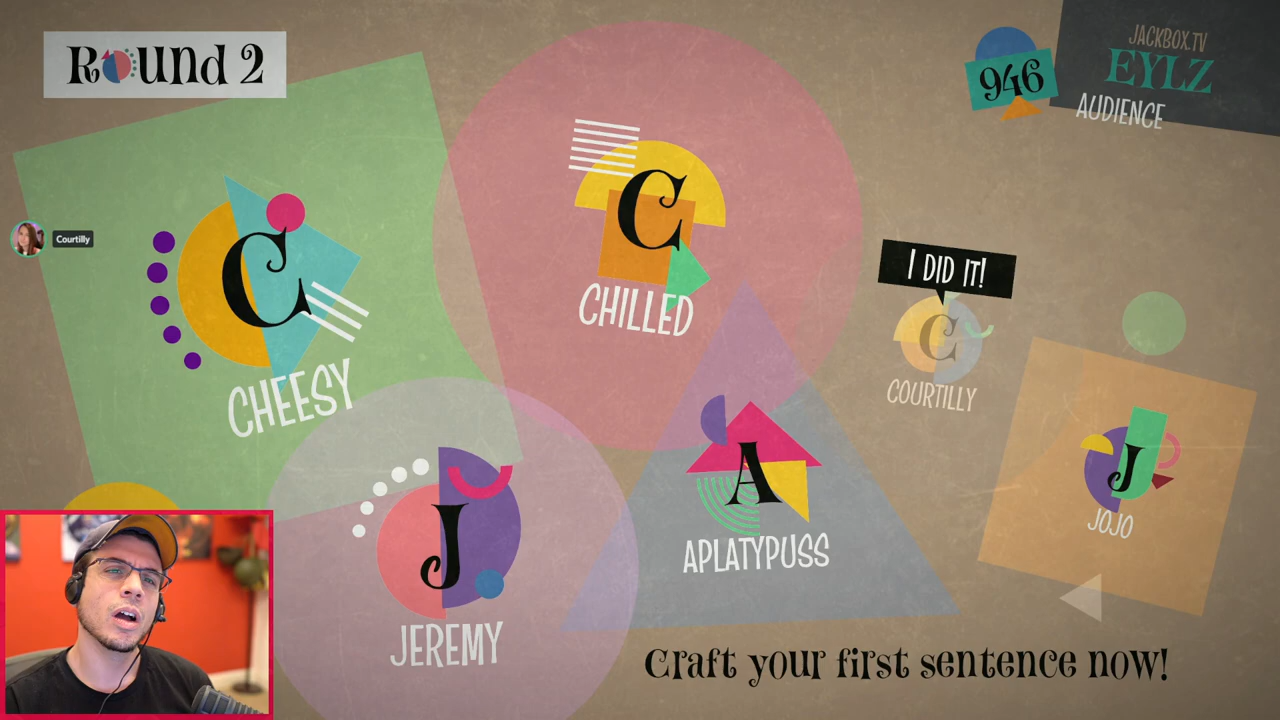 Round 2
JACKBOX.TV
EYLZ
946
AUDIENCE
C
CHILLED
Courtilly
C
CHEESY
I DID IT!
C
COURTILLY
J
JEREMY
A
APLATYPUSS
J
JOJO
Craft your first sentence now!